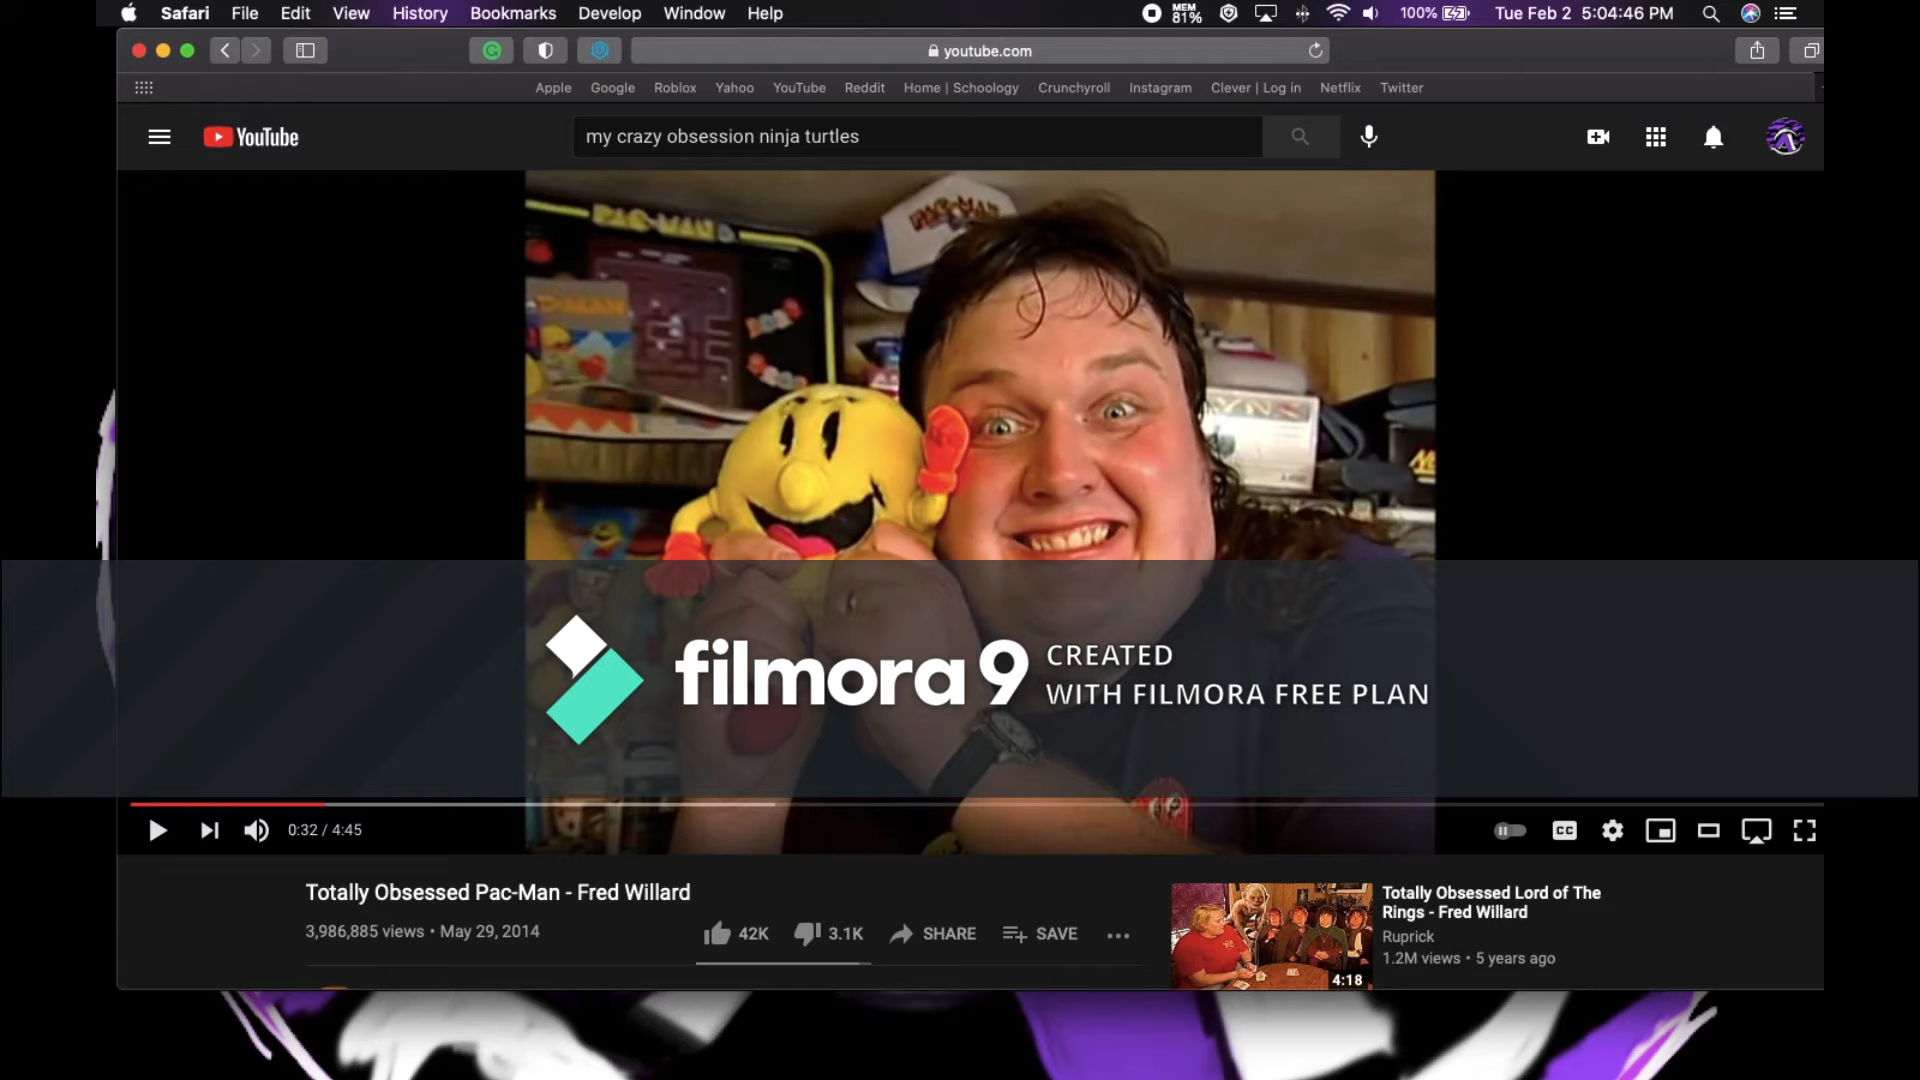 Safari File Edit View History Bookmarks Develop Window Help
MEM 81% 100% Tue Feb 2 5:04:46 PM
youtube.com
Apple Google Roblox Yahoo YouTube Reddit Home | Schoology Crunchyroll Instagram Clever | Log in Netflix Twitter
YouTube
my crazy obsession ninja turtles
PAC-MAN
PAC-MAN
filmora9
CREATED
WITH FILMORA FREE PLAN
0:32 / 4:45
CC
Totally Obsessed Pac-Man - Fred Willard
3,986,885 views • May 29, 2014
42K 3.1K SHARE SAVE
4:18
Totally Obsessed Lord of The
Rings - Fred Willard
Ruprick
1.2M views • 5 years ago